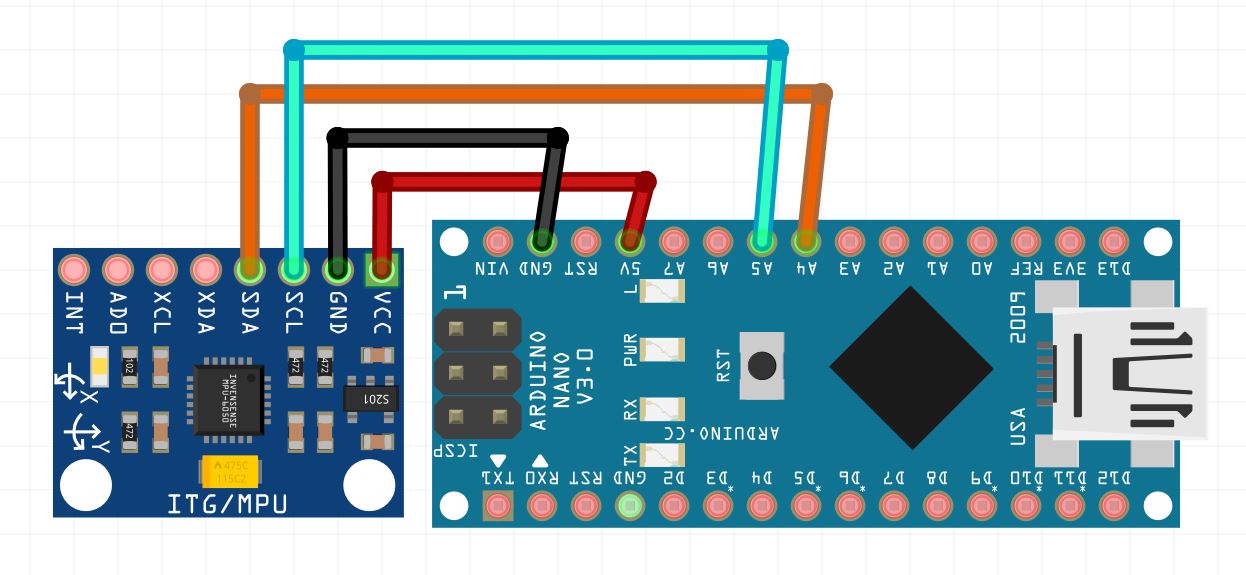 INT
AD0
XCL
XDA
SDA
SCL
GND
VCC
102
472
472
472
INVENSENSE
MPU-6050
S201
X
Y
475C
115C2
ITG/MPU
VIN
GND
RST
5V
A7
A6
A5
A4
A3
A2
A1
A0
REF
3V3
D13
1
L
PWR
RX
TX
ARDUINO
NANO
V3.0
ICSP
RST
ARDUINO.CC
2009
USA
TX1
RX0
RST
GND
D2
D3*
D4
D5*
D6*
D7
D8
D9*
D10*
D11*
D12